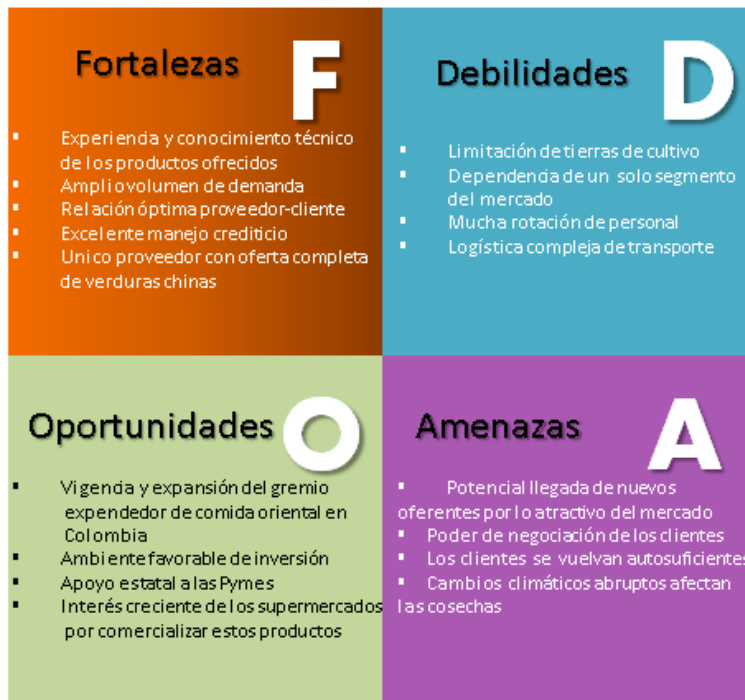 Fortalezas F
▪ Experiencia y conocimiento técnico
de los productos ofrecidos
▪ Amplio volumen de demanda
▪ Relación óptima proveedor-cliente
▪ Excelente manejo crediticio
▪ Unico proveedor con oferta completa
de verduras chinas
Debilidades D
▪ Limitación de tierras de cultivo
▪ Dependencia de un solo segmento
del mercado
▪ Mucha rotación de personal
▪ Logística compleja de transporte
Oportunidades O
▪ Vigencia y expansión del gremio
expendedor de comida oriental en
Colombia
▪ Ambiente favorable de inversión
▪ Apoyo estatal a las Pymes
▪ Interés creciente de los supermercados
por comercializar estos productos
Amenazas A
▪ Potencial llegada de nuevos
oferentes por lo atractivo del mercado
▪ Poder de negociación de los clientes
▪ Los clientes se vuelvan autosuficientes
▪ Cambios climáticos abruptos afectan
las cosechas